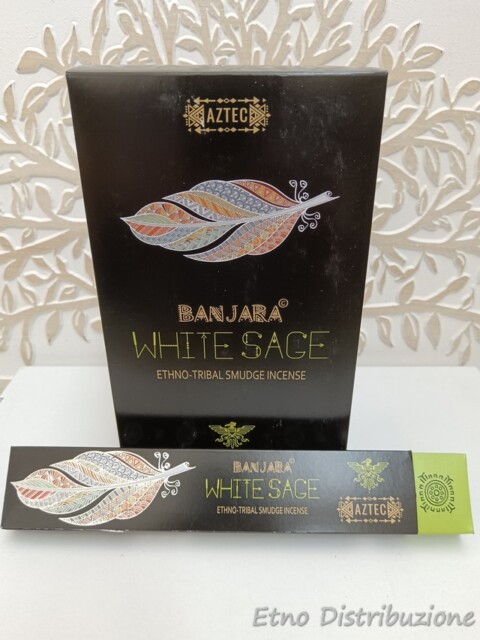 AZTEC
BANJARA©
WHITE SAGE
ETHNO-TRIBAL SMUDGE INCENSE
BANJARA©
WHITE SAGE
ETHNO-TRIBAL SMUDGE INCENSE
AZTEC
Etno Distribuzione